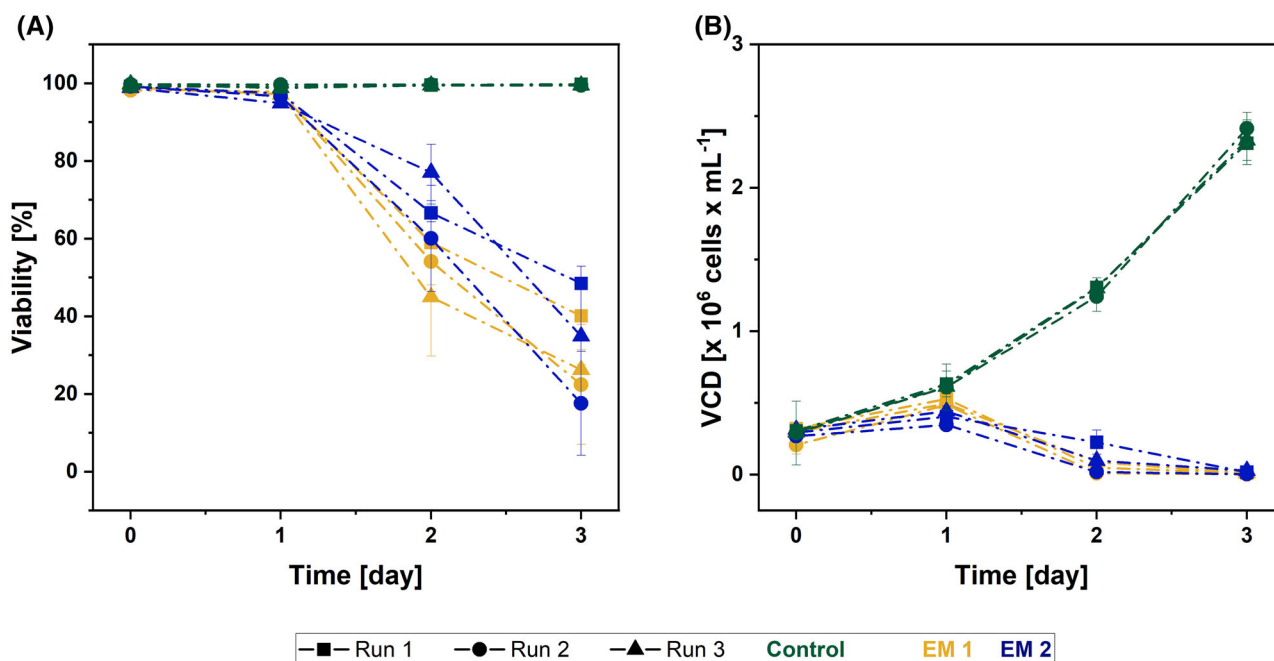 (A)
Viability [%]
100
80
60
40
20
0
0 1 2 3
Time [day]
(B)
VCD [x 10⁶ cells x mL⁻¹]
3
2
1
0
0 1 2 3
Time [day]
Run 1 Run 2 Run 3 Control EM 1 EM 2